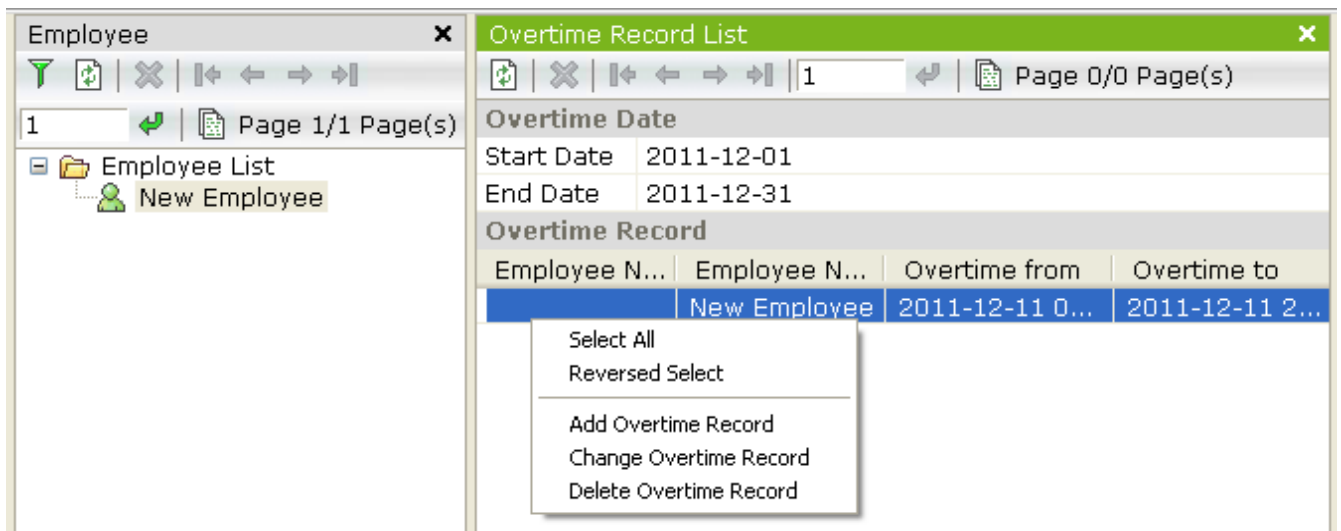 Employee
1
Page 1/1 Page(s)
Employee List
New Employee
Overtime Record List
1
Page 0/0 Page(s)
Overtime Date
Start Date 2011-12-01
End Date 2011-12-31
Overtime Record
Employee N... Employee N... Overtime from Overtime to
New Employee 2011-12-11 0... 2011-12-11 2...
Select All
Reversed Select
Add Overtime Record
Change Overtime Record
Delete Overtime Record